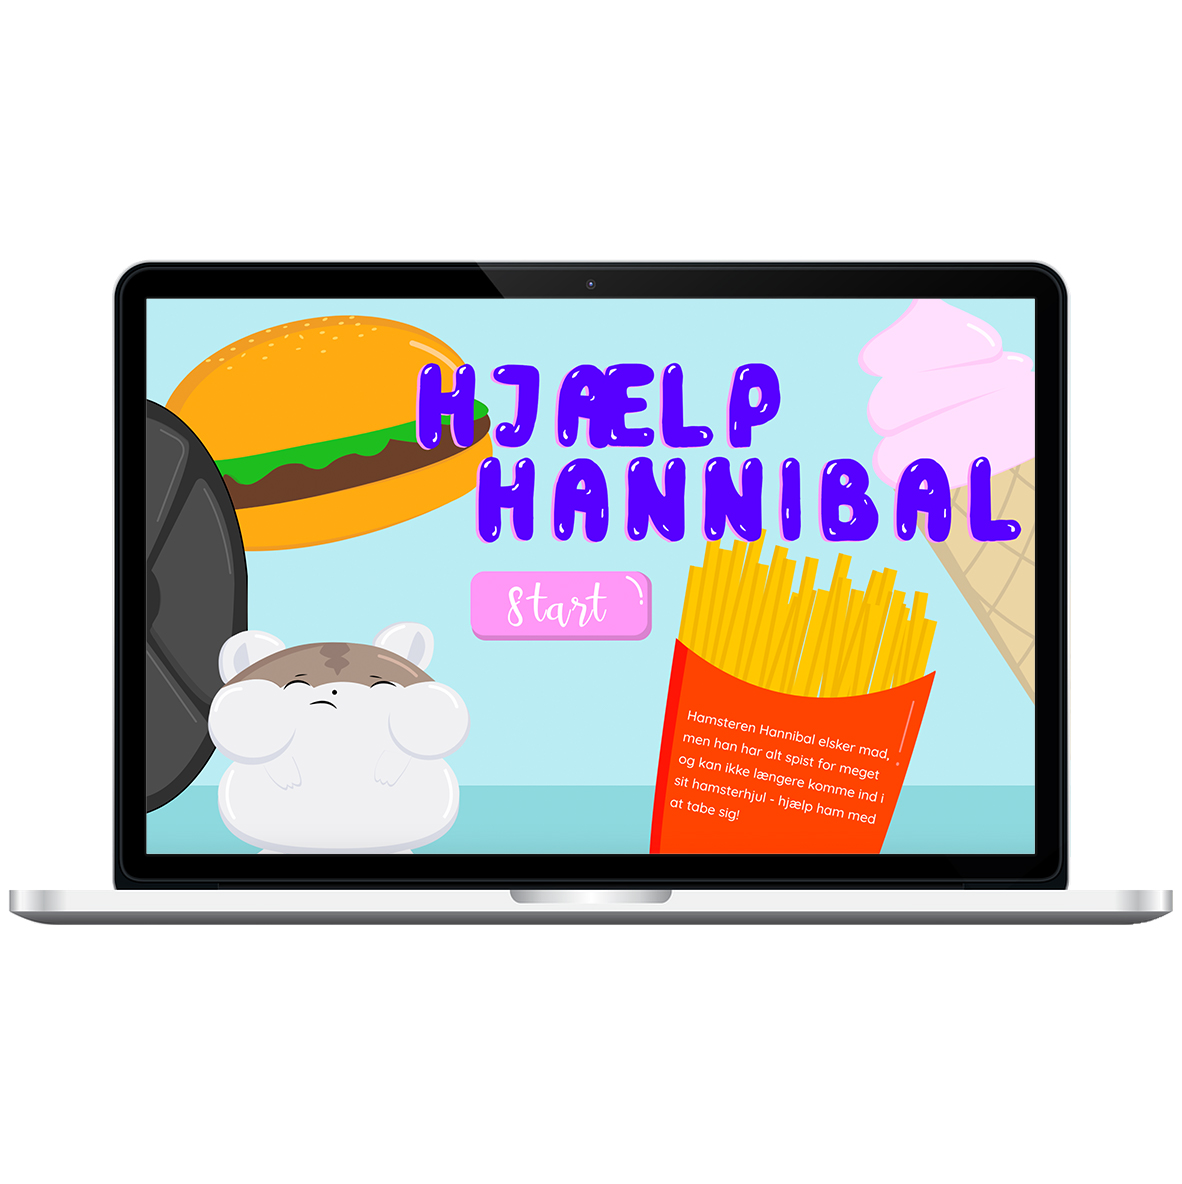 HJÆLP
HANNIBAL
Start
Hamsteren Hannibal elsker mad,
men han har alt spist for meget
og kan ikke længere komme ind i
sit hamsterhjul - hjælp ham med
at tabe sig!